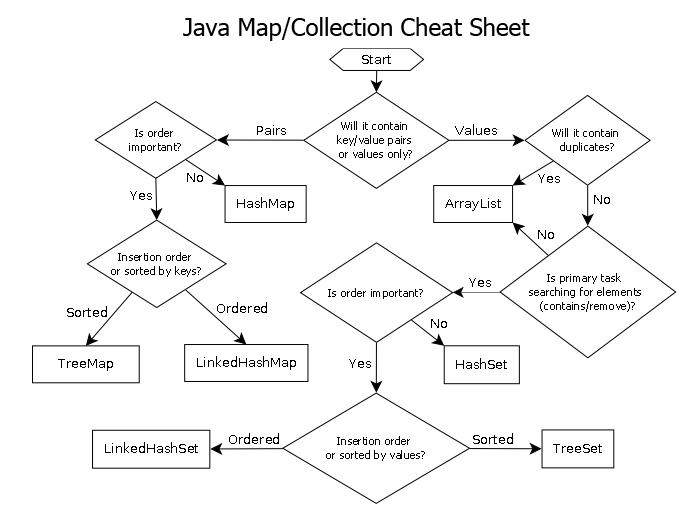 Java Map/Collection Cheat Sheet
Start
Will it contain
key/value pairs
or values only?
Pairs
Values
Is order
important?
No
HashMap
Yes
Insertion order
or sorted by keys?
Sorted
TreeMap
Ordered
LinkedHashMap
Will it contain
duplicates?
Yes
ArrayList
No
Is primary task
searching for elements
(contains/remove)?
No
Yes
Is order important?
No
HashSet
Yes
Insertion order
or sorted by values?
Ordered
LinkedHashSet
Sorted
TreeSet